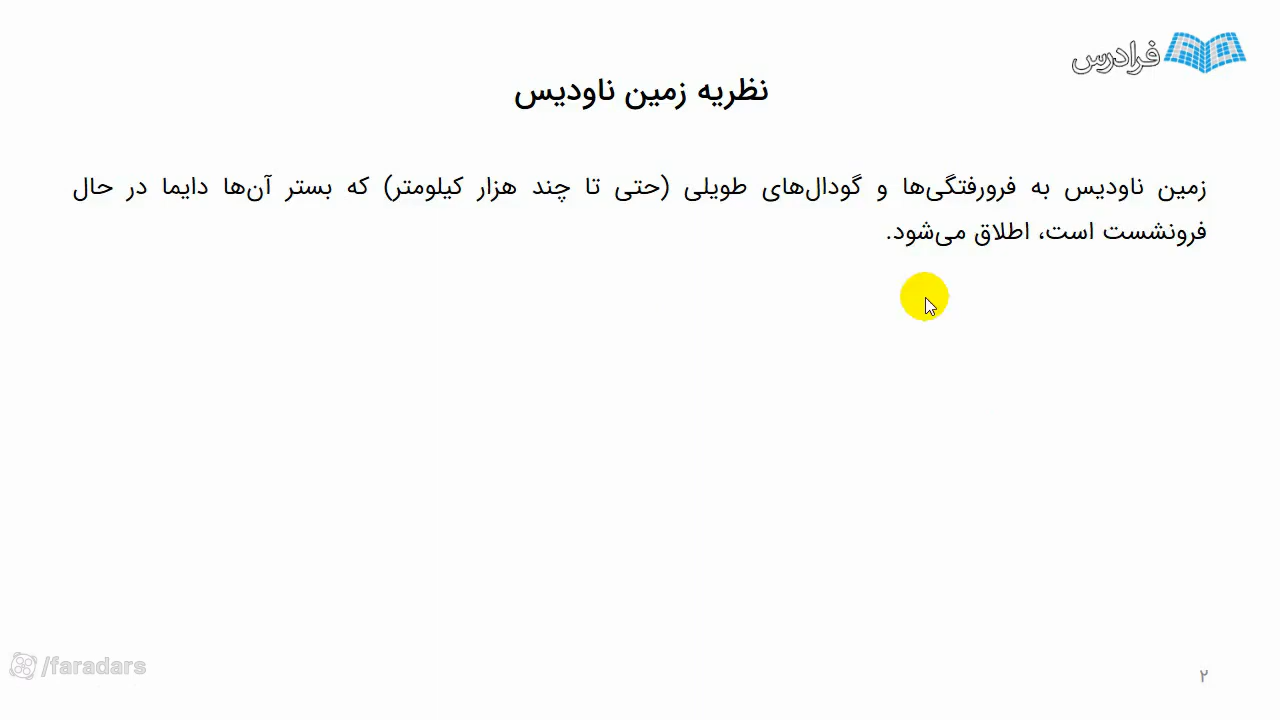 فرادرس
نظریه زمین ناودیس
زمین ناودیس به فرورفتگی‌ها و گودال‌های طویلی (حتی تا چند هزار کیلومتر) که بستر آن‌ها دایما در حال
فرونشست است، اطلاق می‌شود.
/faradars
۲